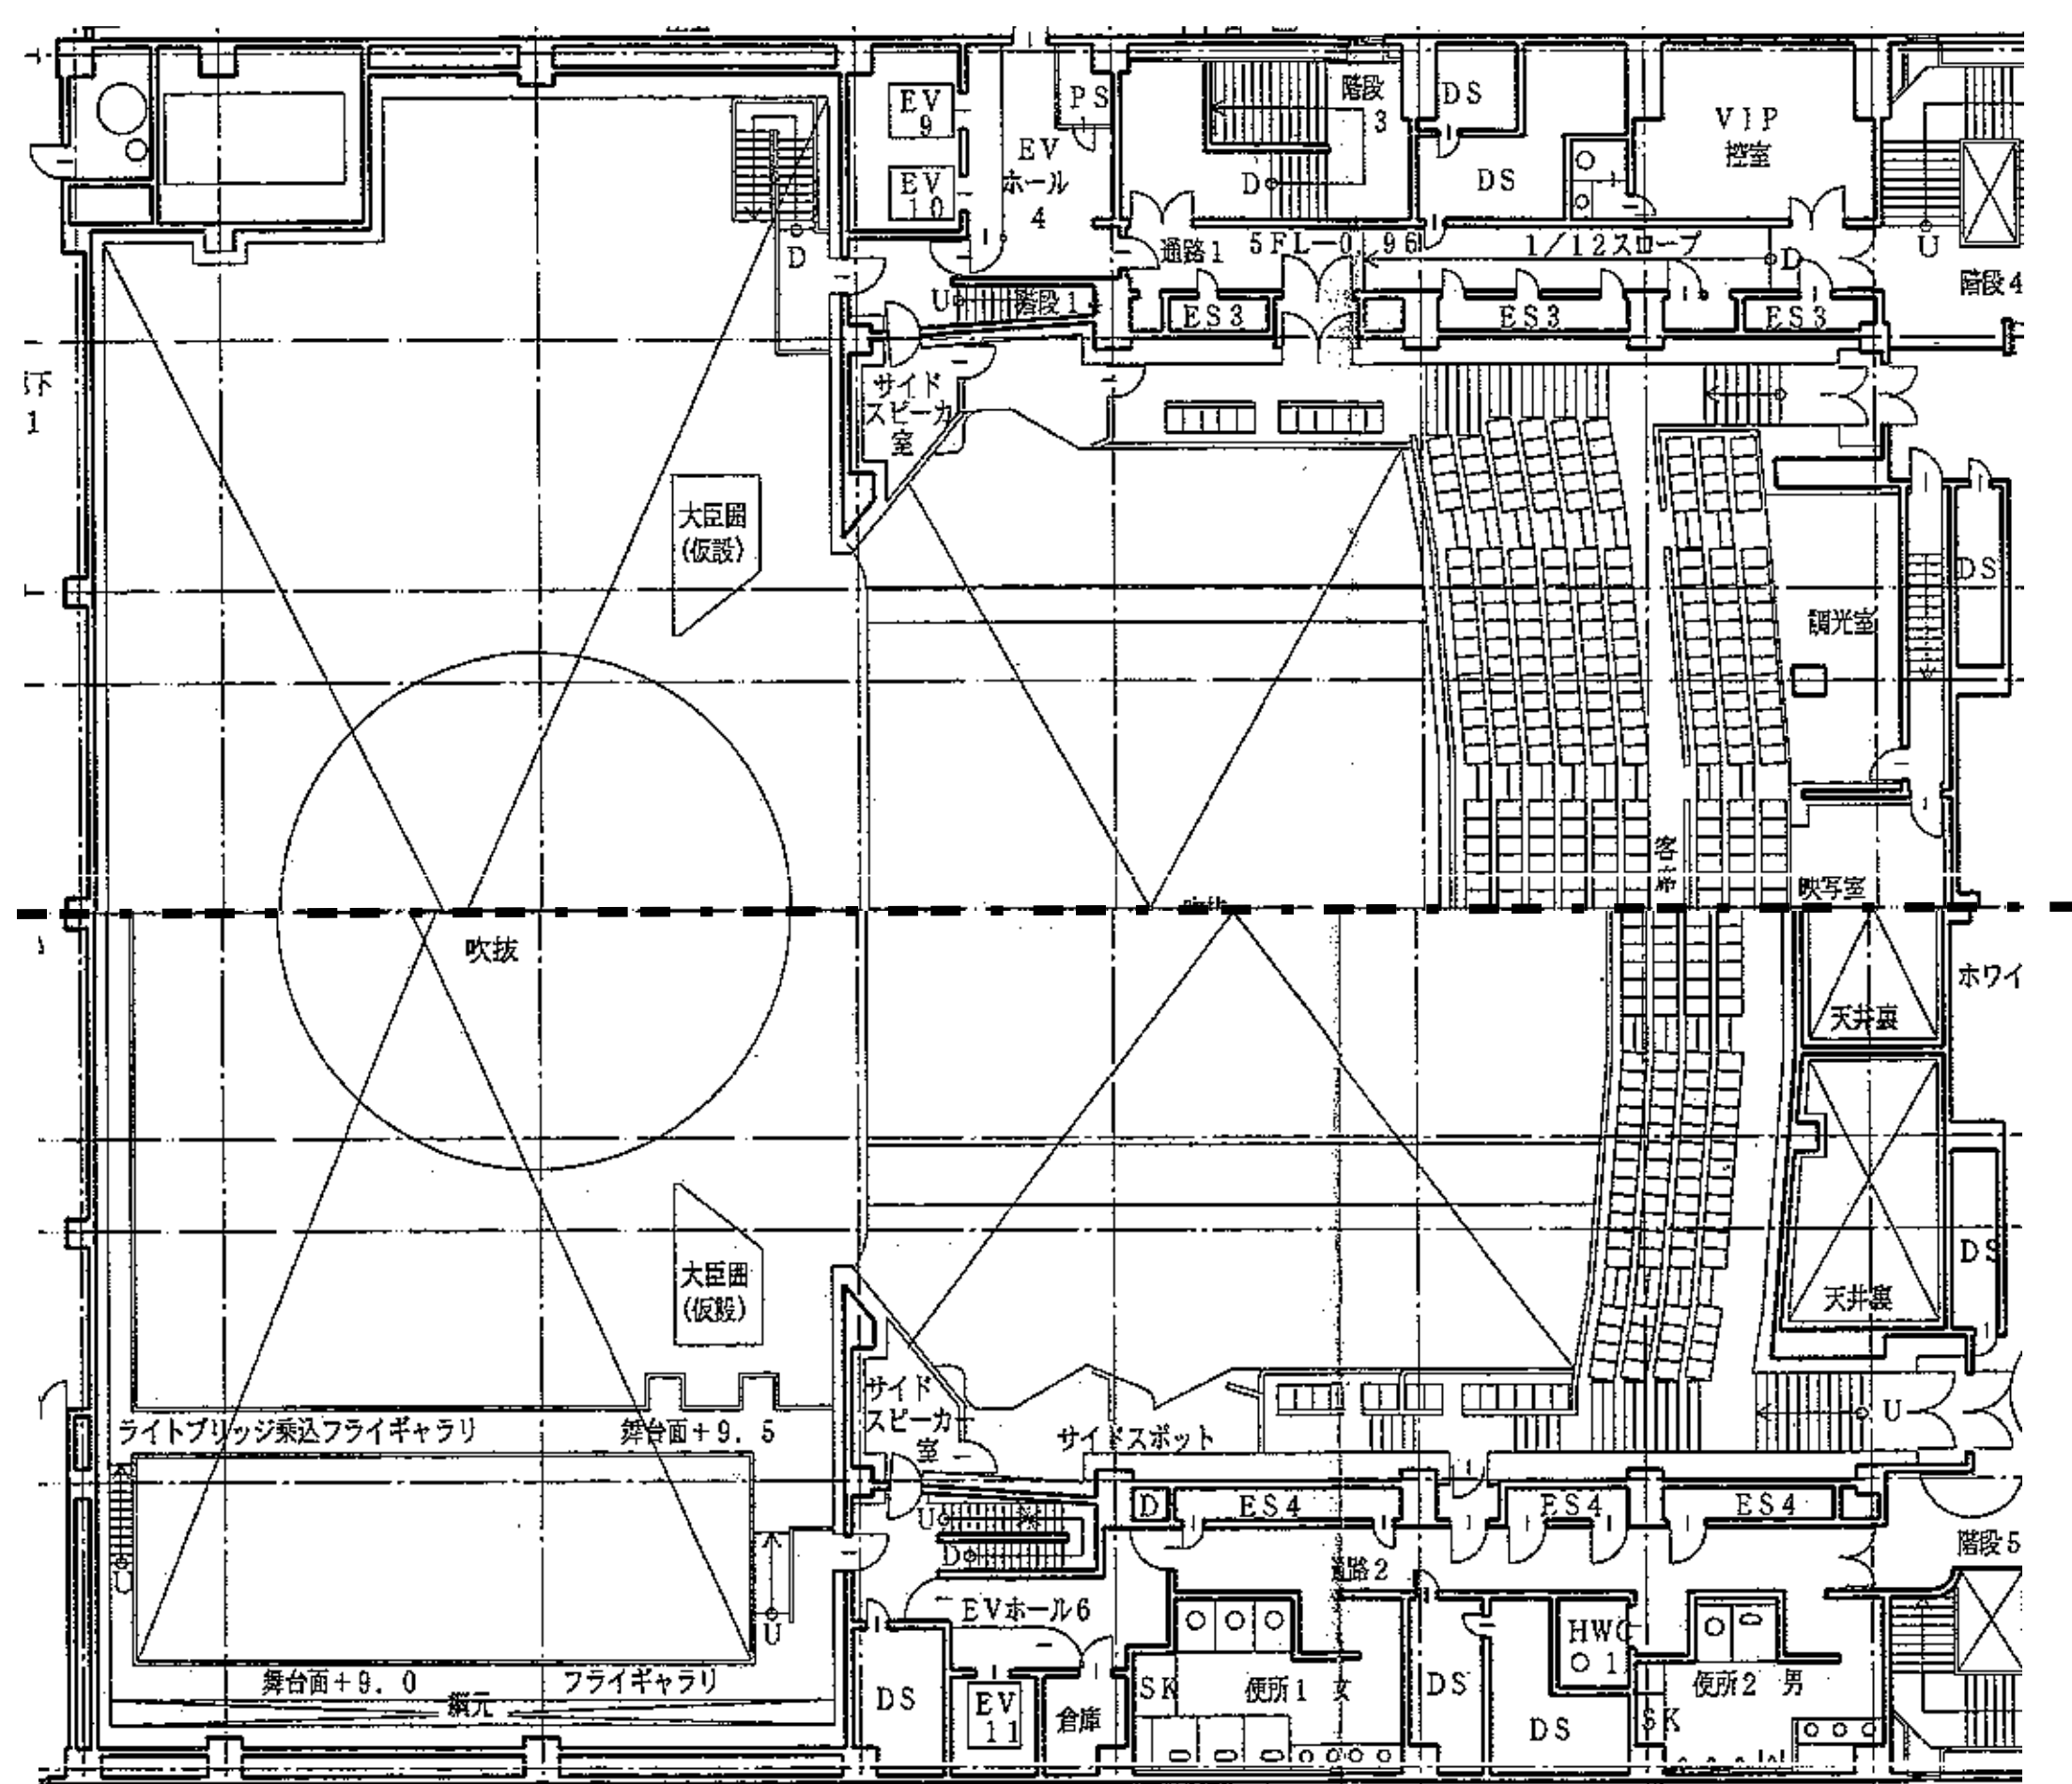 EV
9
EV
10
EV
ホール
4
PS
階段
3
D
DS
DS
VIP
控室
U
階段4
D
通路1
5FL-0.96
1/12スロープ
D
U
階段1
ES3
ES3
ES3
下
1
サイド
スピーカ
室
大臣囲
(仮設)
DS
調光室
客席
映写室
吹抜
ホワイ
天井裏
大臣囲
(仮設)
DS
天井裏
サイド
スピーカー
室
サイドスポット
U
ライトブリッジ乗込フライギャラリ
舞台面+9.5
U
D
D
ES4
ES4
ES4
通路2
階段5
U
U
EVホール6
舞台面+9.0
フライギャラリ
綱元
DS
EV
11
倉庫
SK
便所1 女
DS
HWC
1
DS
SK
便所2 男